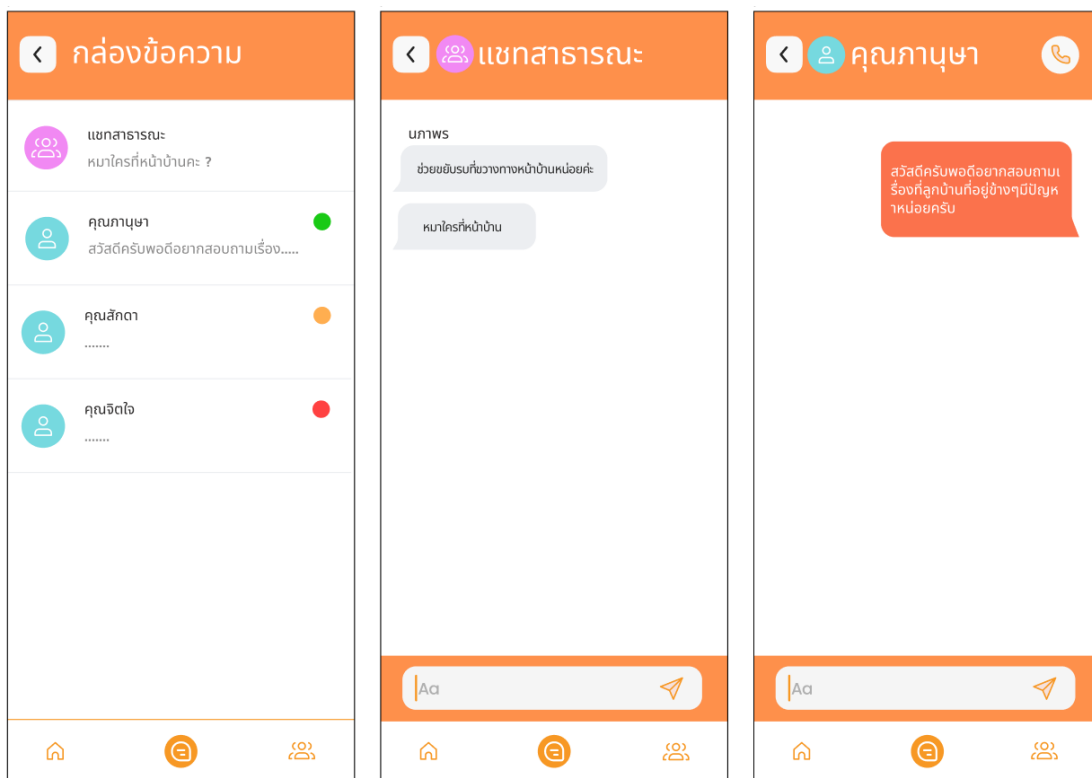 กล่องข้อความ
แชทสาธารณะ
หมาใครที่หน้าบ้านคะ ?
คุณภานุษา
สวัสดีครับพอดีอยากสอบถามเรื่อง.....
คุณสักดา
.......
คุณจิตใจ
.......
แชทสาธารณะ
นภาพร
ช่วยขยับรบที่ขวางทางหน้าบ้านหน่อยค่ะ
หมาใครที่หน้าบ้าน
Aa
คุณภานุษา
สวัสดีครับพอดีอยากสอบถามเ
รื่องที่ลูกบ้านที่อยู่ข้างๆมีปัญห
าหน่อยครับ
Aa